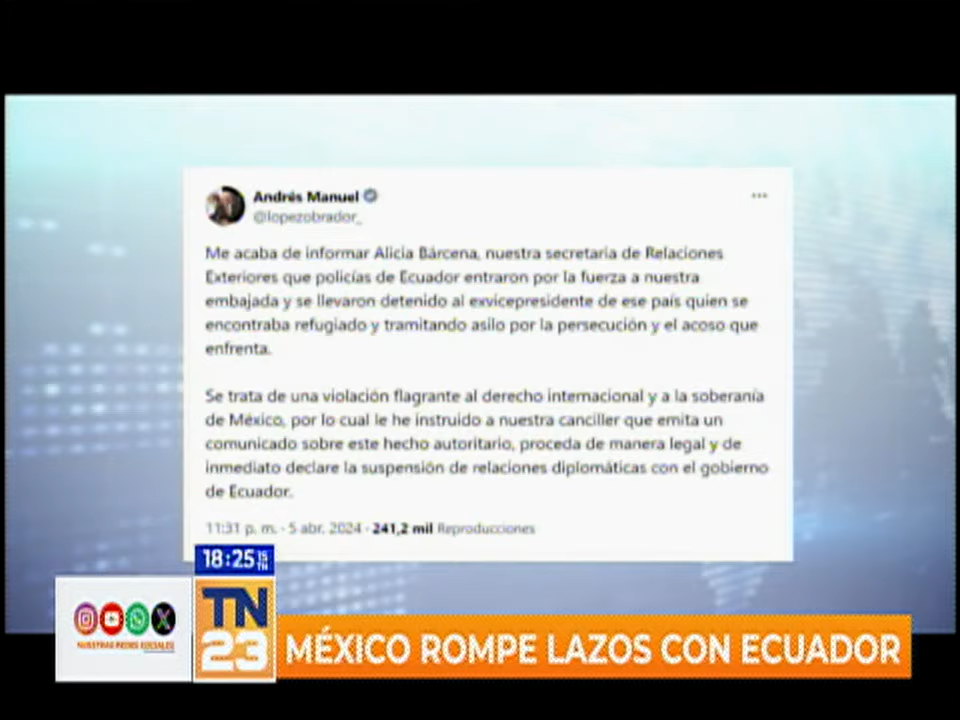 Andrés Manuel
@lopezobrador_
Me acaba de informar Alicia Bárcena, nuestra secretaria de Relaciones
Exteriores que policías de Ecuador entraron por la fuerza a nuestra
embajada y se llevaron detenido al exvicepresidente de ese país quien se
encontraba refugiado y tramitando asilo por la persecución y el acoso que
enfrenta.
Se trata de una violación flagrante al derecho internacional y a la soberanía
de México, por lo cual le he instruido a nuestra canciller que emita un
comunicado sobre este hecho autoritario, proceda de manera legal y de
inmediato declare la suspensión de relaciones diplomáticas con el gobierno
de Ecuador.
11:31 p. m. · 5 abr. 2024 · 241,2 mil Reproducciones
18:25
TN
23
NUESTRAS REDES SOCIALES
MÉXICO ROMPE LAZOS CON ECUADOR